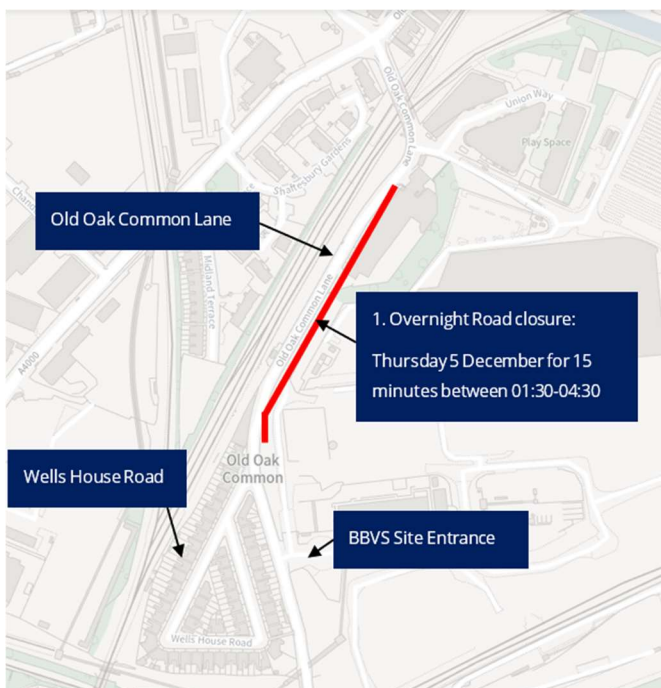 Old Oak Common Lane
Union Way
Play Space
Shaftesbury Gardens
Old Oak Common Lane
Midland Terrace
Old Oak Common Lane
1. Overnight Road closure:
Thursday 5 December for 15
minutes between 01:30-04:30
A4000
Wells House Road
Old Oak
Common
BBVS Site Entrance
Wells House Road